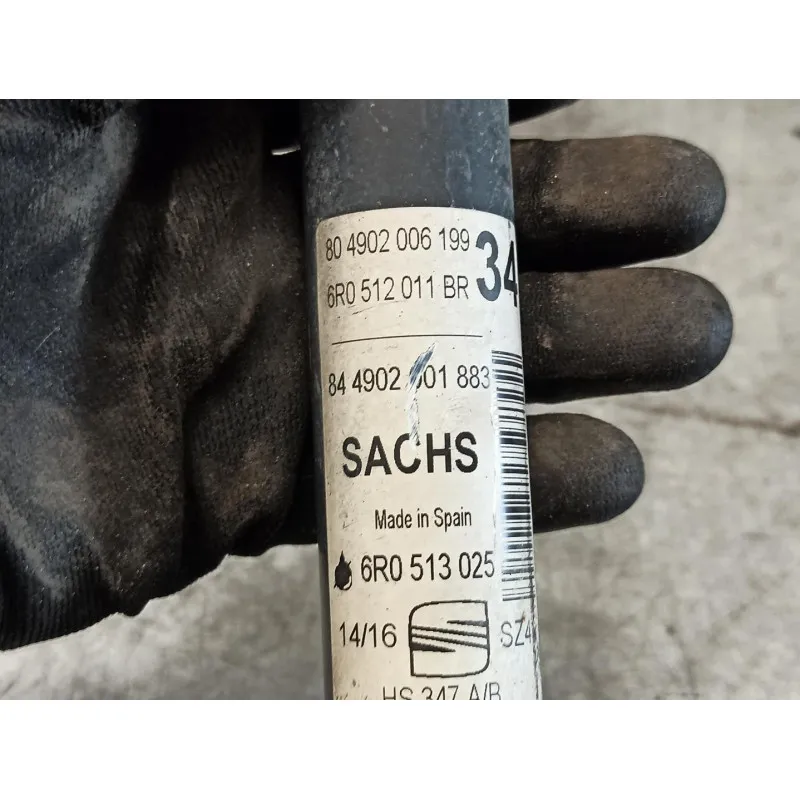 80 4902 006 199
6R0 512 011 BR 34
84 4902 001 883
SACHS
Made in Spain
6R0 513 025
14/16
HS 347 A/B